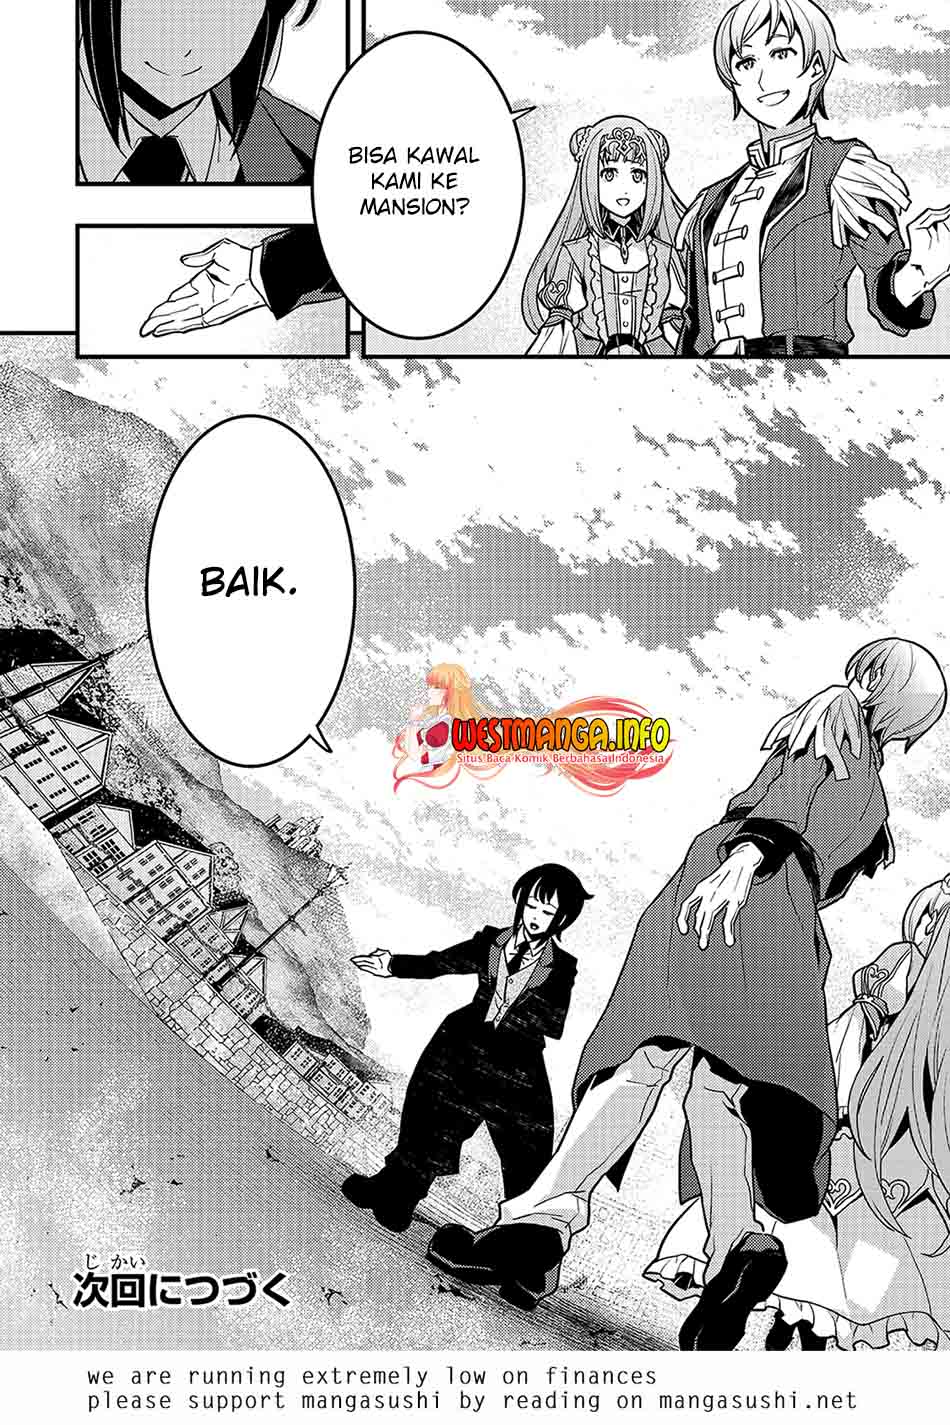 BISA KAWAL
KAMI KE
MANSION?
BAIK.
WESTMANGA.INFO
Situs Baca Komik Berbahasa Indonesia
じかい
次回につづく
we are running extremely low on finances
please support mangasushi by reading on mangasushi.net